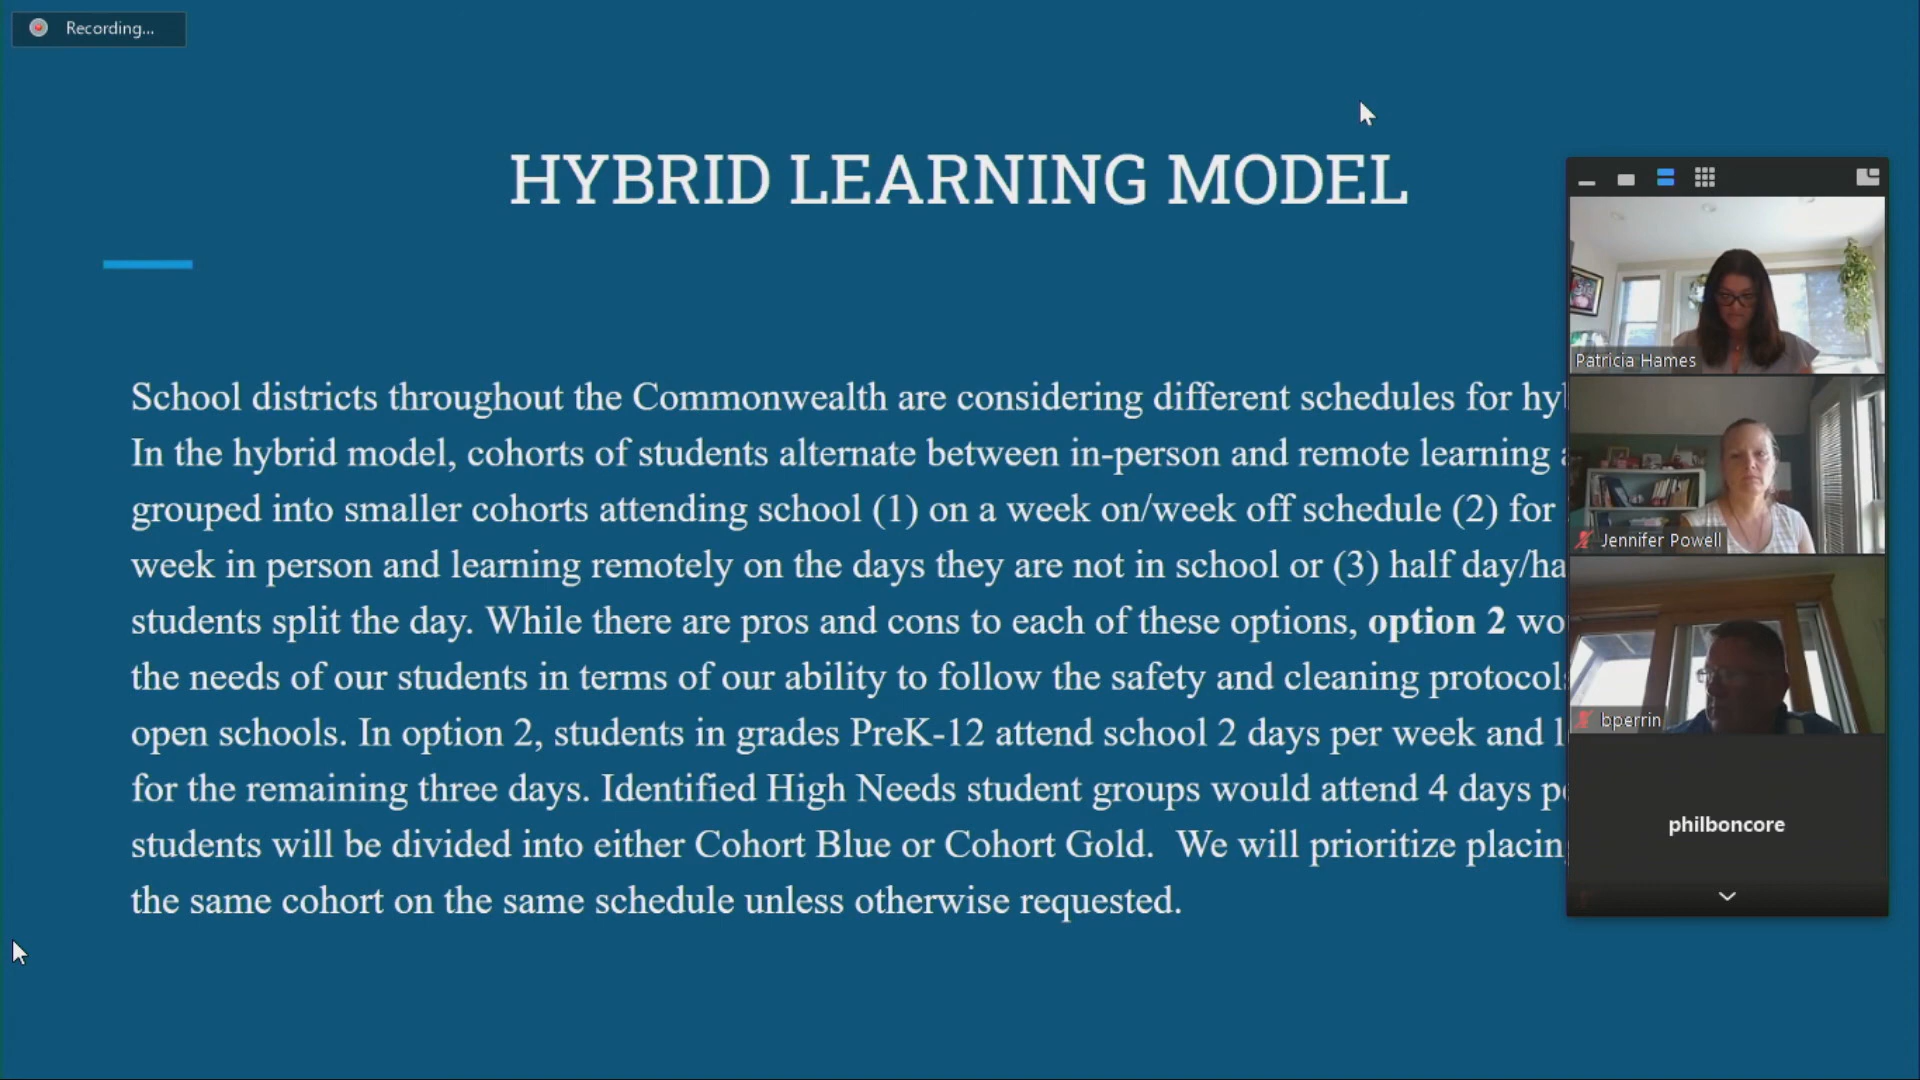 Recording...
HYBRID LEARNING MODEL
School districts throughout the Commonwealth are considering different schedules for
In the hybrid model, cohorts of students alternate between in-person and remote learning
grouped into smaller cohorts attending school (1) on a week on/week off schedule (2) for
week in person and learning remotely on the days they are not in school or (3) half
students split the day. While there are pros and cons to each of these options, option 2
the needs of our students in terms of our ability to follow the safety and cleaning
open schools. In option 2, students in grades PreK-12 attend school 2 days per week and
for the remaining three days. Identified High Needs student groups would attend 4 days
students will be divided into either Cohort Blue or Cohort Gold. We will prioritize
the same cohort on the same schedule unless otherwise requested.
Patricia Hames
Jennifer Powell
bperrin
philboncore